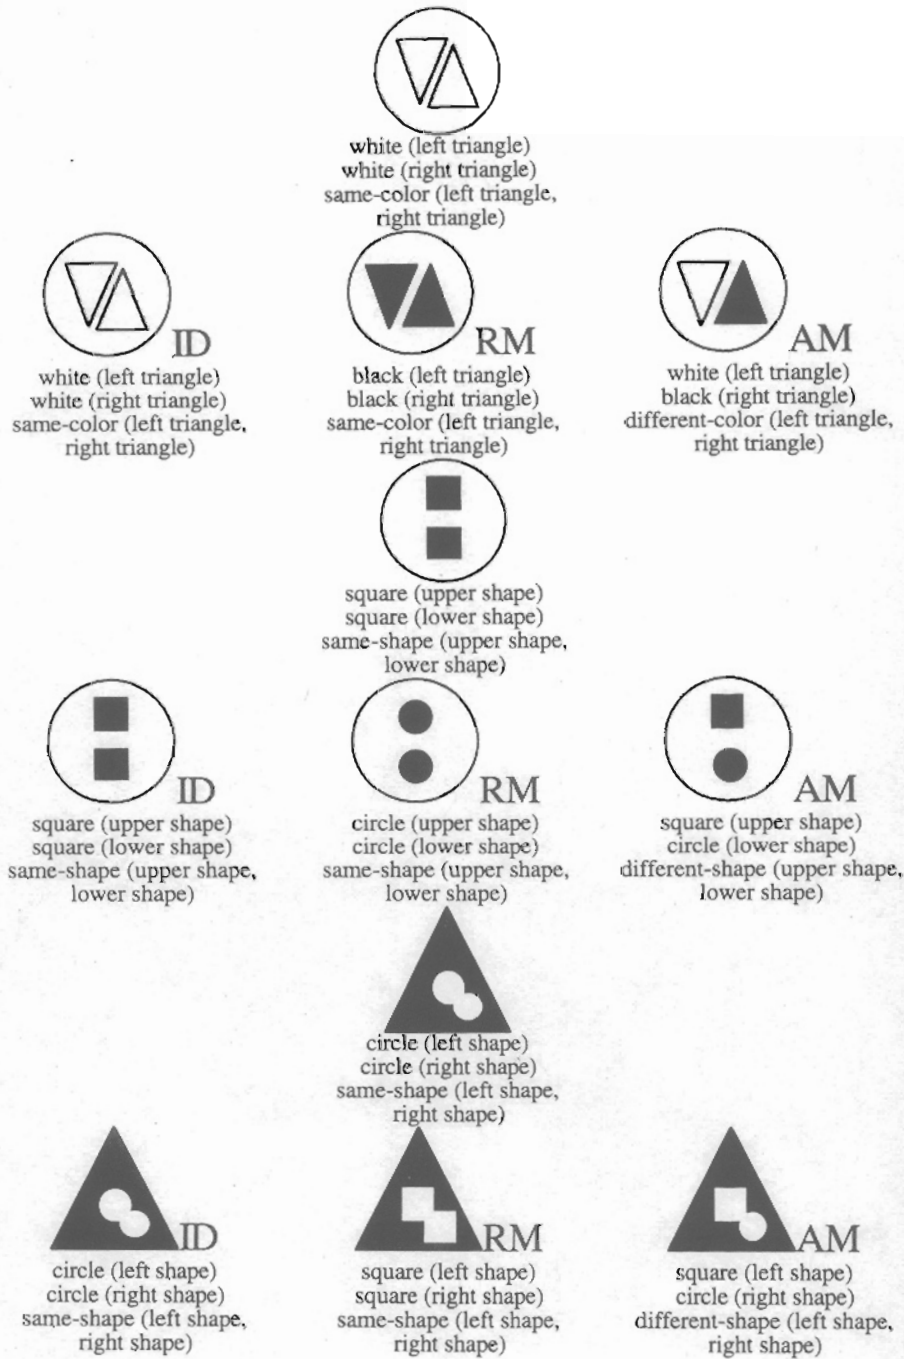 white (left triangle)
white (right triangle)
same-color (left triangle,
right triangle)
ID
white (left triangle)
white (right triangle)
same-color (left triangle,
right triangle)
RM
black (left triangle)
black (right triangle)
same-color (left triangle,
right triangle)
AM
white (left triangle)
black (right triangle)
different-color (left triangle,
right triangle)
square (upper shape)
square (lower shape)
same-shape (upper shape,
lower shape)
ID
square (upper shape)
square (lower shape)
same-shape (upper shape,
lower shape)
RM
circle (upper shape)
circle (lower shape)
same-shape (upper shape,
lower shape)
AM
square (upper shape)
circle (lower shape)
different-shape (upper shape,
lower shape)
circle (left shape)
circle (right shape)
same-shape (left shape,
right shape)
ID
circle (left shape)
circle (right shape)
same-shape (left shape,
right shape)
RM
square (left shape)
square (right shape)
same-shape (left shape,
right shape)
AM
square (left shape)
circle (right shape)
different-shape (left shape,
right shape)